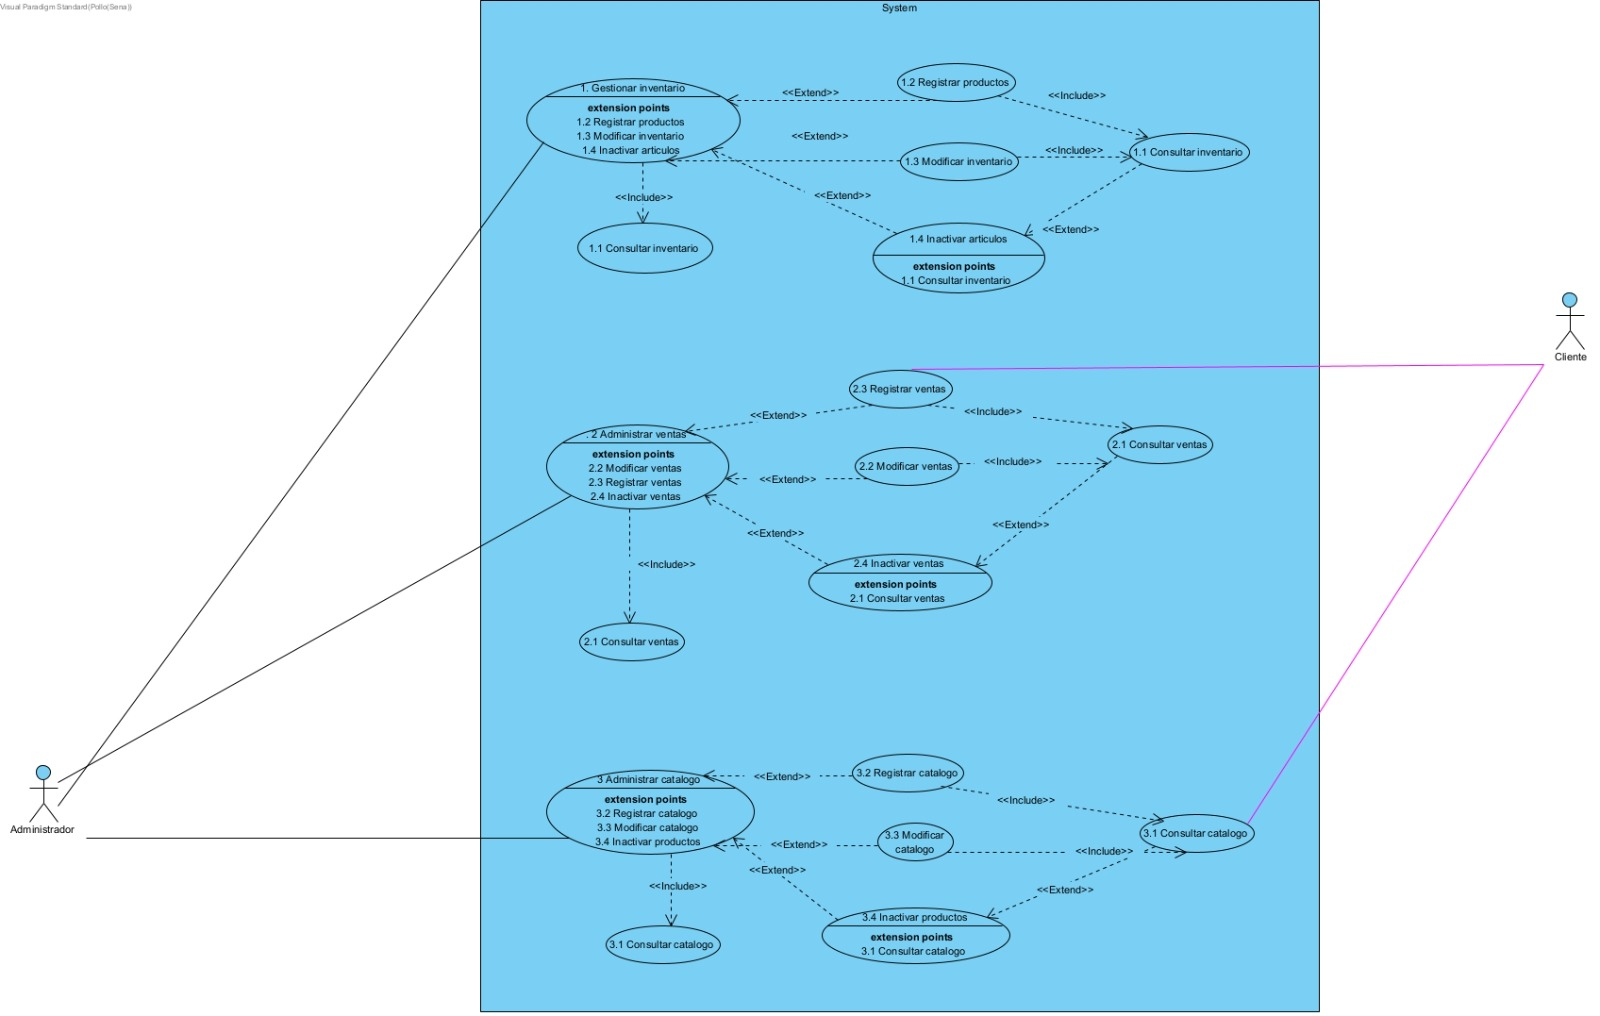 Visual Paradigm Standard(Pollo(Sena))
System
1. Gestionar inventario
extension points
1.2 Registrar productos
1.3 Modificar inventario
1.4 Inactivar articulos
<<Extend>>
1.2 Registrar productos
<<Include>>
<<Extend>>
1.3 Modificar inventario
<<Include>>
1.1 Consultar inventario
<<Include>>
<<Extend>>
<<Extend>>
1.1 Consultar inventario
1.4 Inactivar articulos
extension points
1.1 Consultar inventario
Cliente
2.3 Registrar ventas
<<Extend>>
<<Include>>
. 2 Administrar ventas
extension points
2.2 Modificar ventas
2.3 Registrar ventas
2.4 Inactivar ventas
2.1 Consultar ventas
2.2 Modificar ventas
<<Include>>
<<Extend>>
<<Extend>>
<<Extend>>
<<Include>>
2.4 Inactivar ventas
extension points
2.1 Consultar ventas
2.1 Consultar ventas
Administrador
3 Administrar catalogo
extension points
3.2 Registrar catalogo
3.3 Modificar catalogo
3.4 Inactivar productos
<<Extend>>
3.2 Registrar catalogo
<<Include>>
3.3 Modificar
catalogo
3.1 Consultar catalogo
<<Extend>>
<<Include>>
<<Extend>>
<<Include>>
<<Extend>>
3.4 Inactivar productos
extension points
3.1 Consultar catalogo
3.1 Consultar catalogo